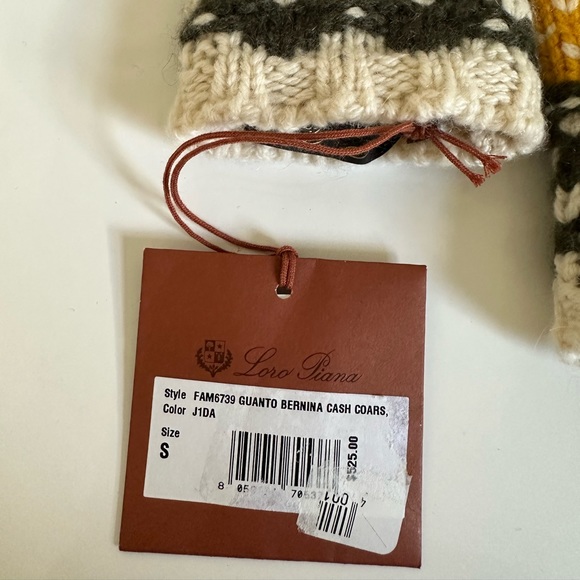 Loro Piana
Style FAM6739 GUANTO BERNINA CASH COARS,
Color J1DA
Size
S
$525.00